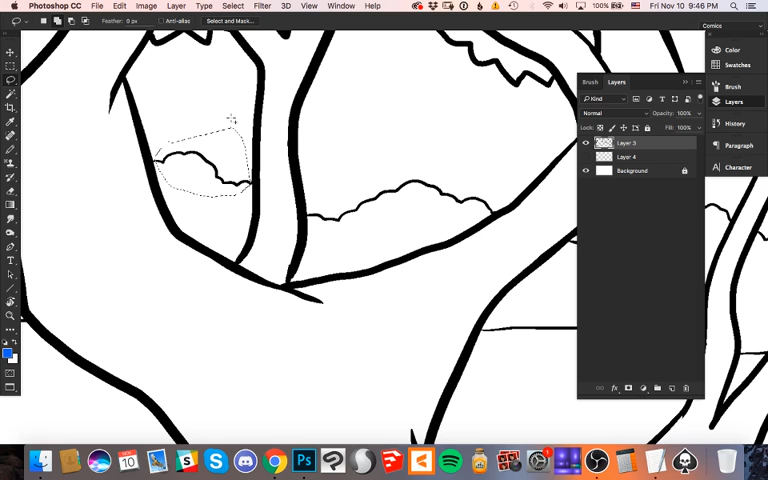 Photoshop CC File Edit Image Layer Type Select Filter 3D View Window Help 100% Fri Nov 10 9:46 PM
Feather: 0 px Anti-alias Select and Mask...
Comics
Brush Layers
Kind
Normal Opacity: 100%
Lock: Fill: 100%
Layer 3
Layer 4
Background
Color
Swatches
Brush
Layers
History
Paragraph
Character
NOV
10
Ps